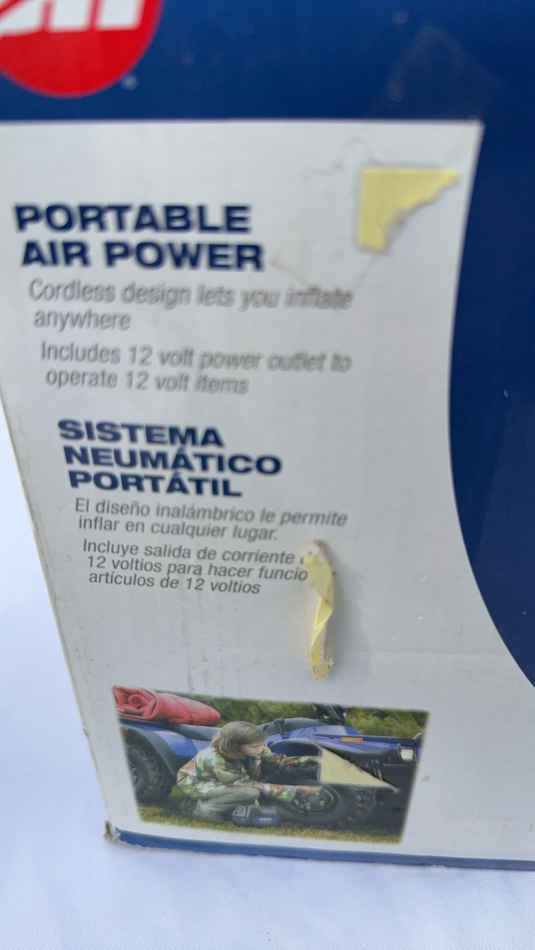 PORTABLE
AIR POWER
Cordless design lets you inflate
anywhere
Includes 12 volt power outlet to
operate 12 volt items
SISTEMA
NEUMÁTICO
PORTÁTIL
El diseño inalámbrico le permite
inflar en cualquier lugar.
Incluye salida de corriente
12 voltios para hacer funcio
artículos de 12 voltios